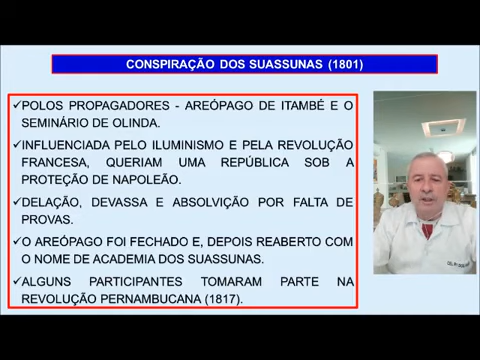 CONSPIRAÇÃO DOS SUASSUNAS (1801)
✓POLOS PROPAGADORES - AREÓPAGO DE ITAMBÉ E O
SEMINÁRIO DE OLINDA.
✓INFLUENCIADA PELO ILUMINISMO E PELA REVOLUÇÃO
FRANCESA, QUERIAM UMA REPÚBLICA SOB A
PROTEÇÃO DE NAPOLEÃO.
✓DELAÇÃO, DEVASSA E ABSOLVIÇÃO POR FALTA DE
PROVAS.
✓O AREÓPAGO FOI FECHADO E, DEPOIS REABERTO COM
O NOME DE ACADEMIA DOS SUASSUNAS.
✓ALGUNS PARTICIPANTES TOMARAM PARTE NA
REVOLUÇÃO PERNAMBUCANA (1817).